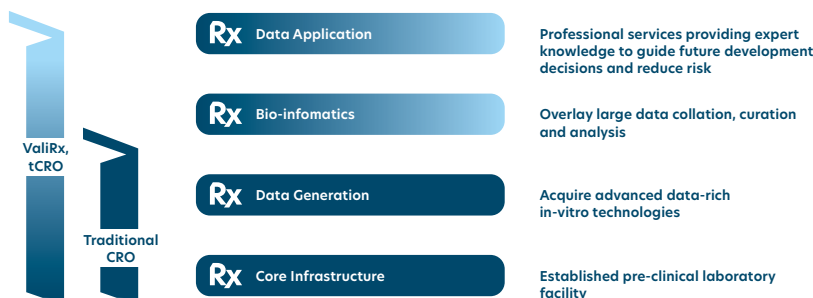 Rx Data Application
Professional services providing expert
knowledge to guide future development
decisions and reduce risk
Rx Bio-infomatics
Overlay large data collation, curation
and analysis
ValiRx,
tCRO
Rx Data Generation
Acquire advanced data-rich
in-vitro technologies
Traditional
CRO
Rx Core Infrastructure
Established pre-clinical laboratory
facility